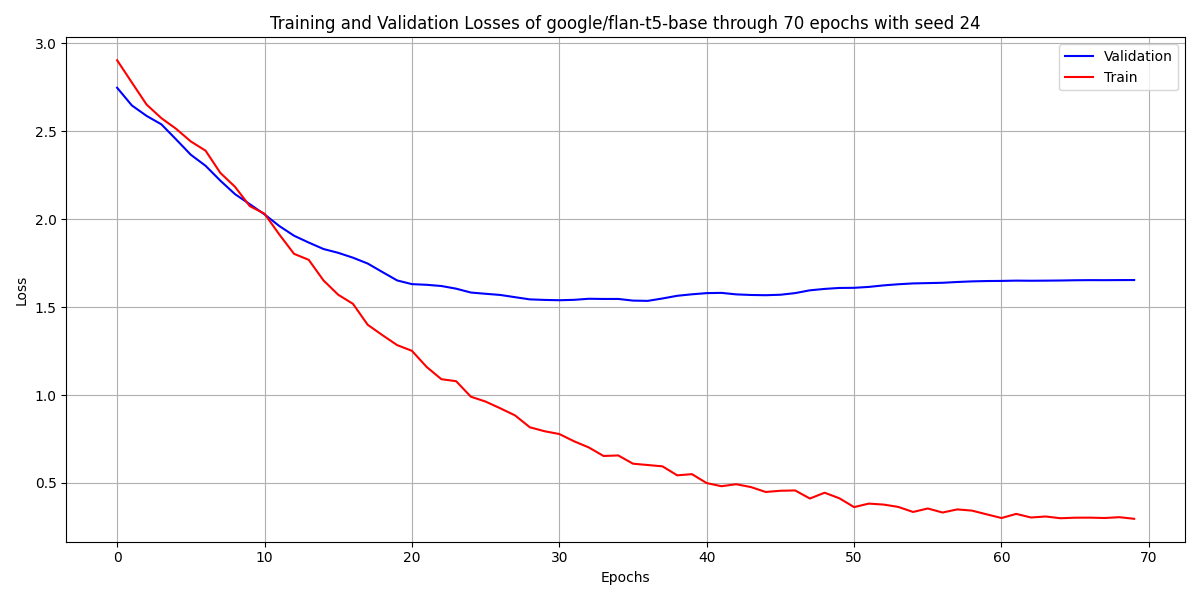 Training and Validation Losses of google/flan-t5-base through 70 epochs with seed 24
Validation
Train
Loss
3.0
2.5
2.0
1.5
1.0
0.5
0 10 20 30 40 50 60 70
Epochs